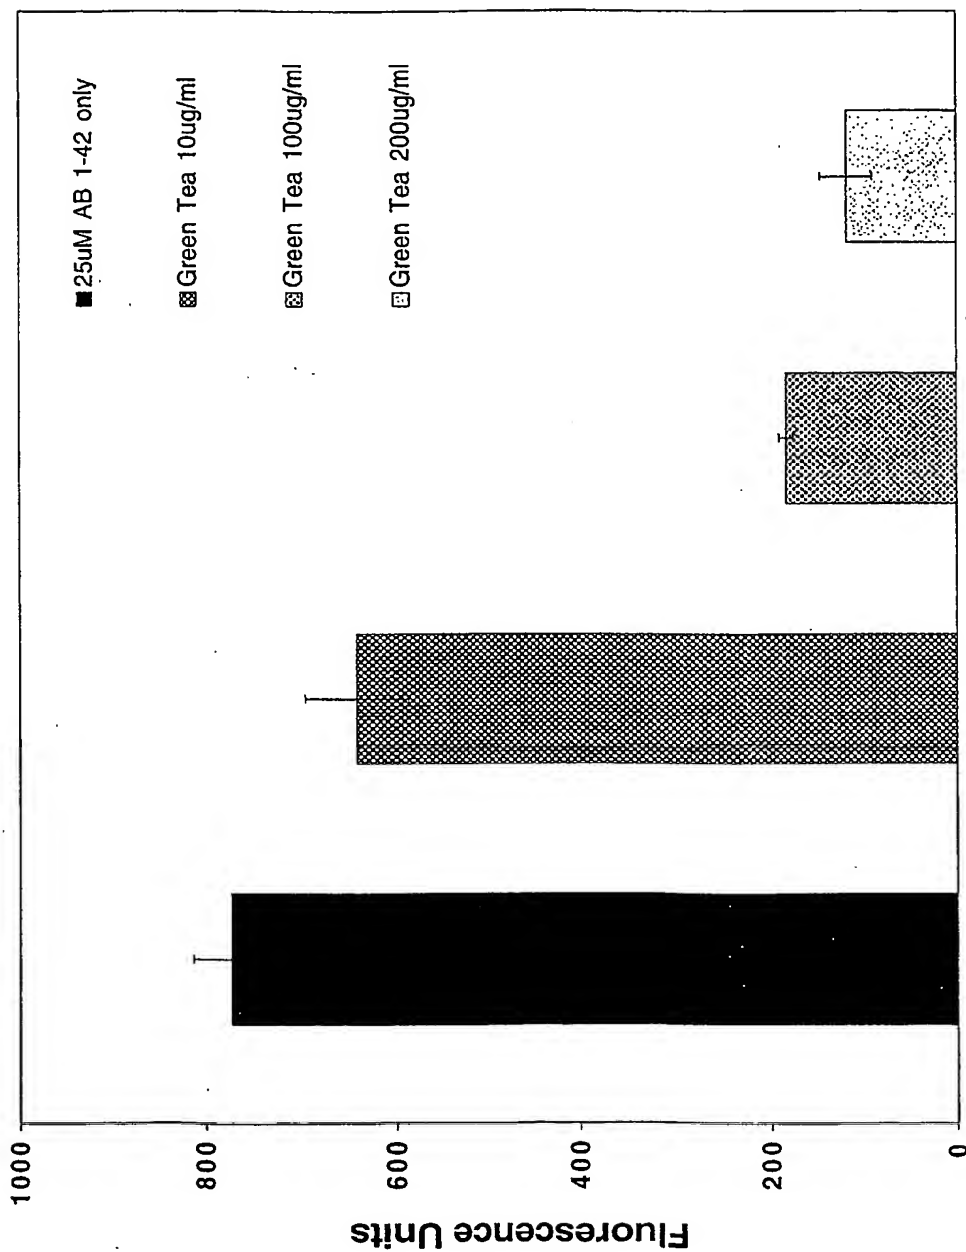 1000
800
600
400
200
0
Fluorescence Units
25uM AB 1-42 only
Green Tea 10ug/ml
Green Tea 100ug/ml
Green Tea 200ug/ml